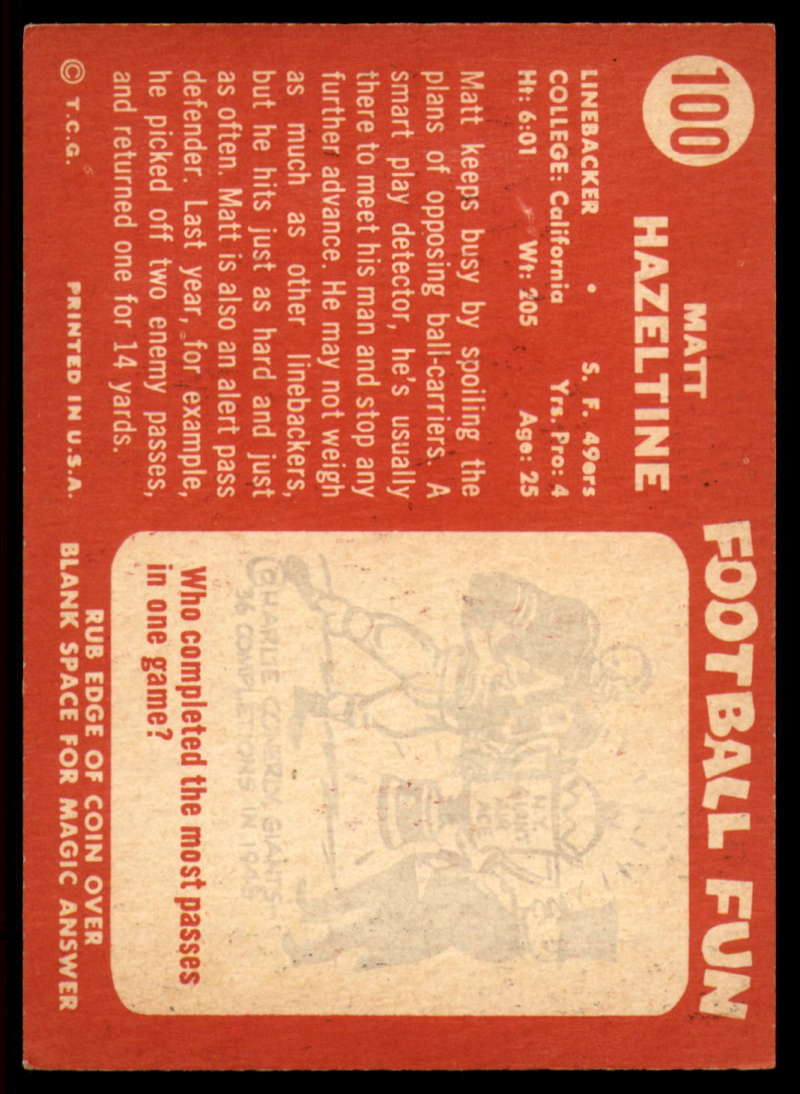 100
MATT
HAZELTINE
LINEBACKER • S. F. 49ers
COLLEGE: California Yrs. Pro: 4
Ht: 6:01 Wt: 205 Age: 25
Matt keeps busy by spoiling the
plans of opposing ball-carriers. A
smart play detector, he's usually
there to meet his man and stop any
further advance. He may not weigh
as much as other linebackers,
but he hits just as hard and just
as often. Matt is also an alert pass
defender. Last year, for example,
he picked off two enemy passes,
and returned one for 14 yards.
© T.C.G. PRINTED IN U.S.A.
FOOTBALL FUN
N.Y.
GIANT
AIR
ACE
CHARLIE CONERLY, GIANTS—
36 COMPLETIONS IN 1948
Who completed the most passes
in one game?
RUB EDGE OF COIN OVER
BLANK SPACE FOR MAGIC ANSWER